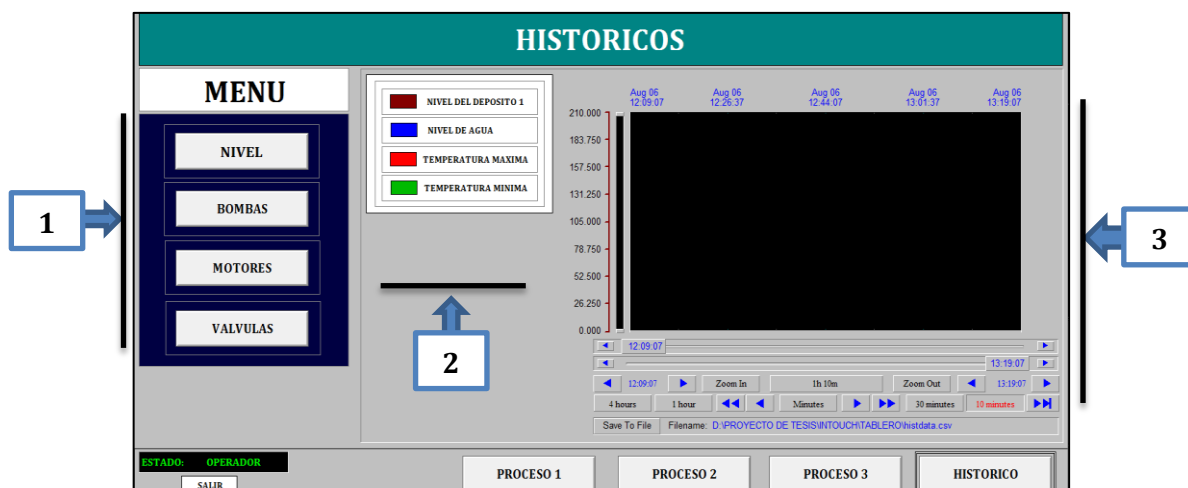 HISTORICOS
MENU
NIVEL
BOMBAS
MOTORES
VALVULAS
1
NIVEL DEL DEPOSITO 1
NIVEL DE AGUA
TEMPERATURA MAXIMA
TEMPERATURA MINIMA
2
Aug 06 Aug 06 Aug 06 Aug 06 Aug 06
12:09:07 12:26:37 12:44:07 13:01:37 13:19:07
210.000
183.750
157.500
131.250
105.000
78.750
52.500
26.250
0.000
12:09:07
13:19:07
12:09:07 Zoom In 1h 10m Zoom Out 13:19:07
4 hours 1 hour Minutes 30 minutes 10 minutes
Save To File Filename: D:\PROYECTO DE TESIS\INTOUCH\TABLERO\histdata.csv
3
ESTADO: OPERADOR
SALIR
PROCESO 1 PROCESO 2 PROCESO 3 HISTORICO